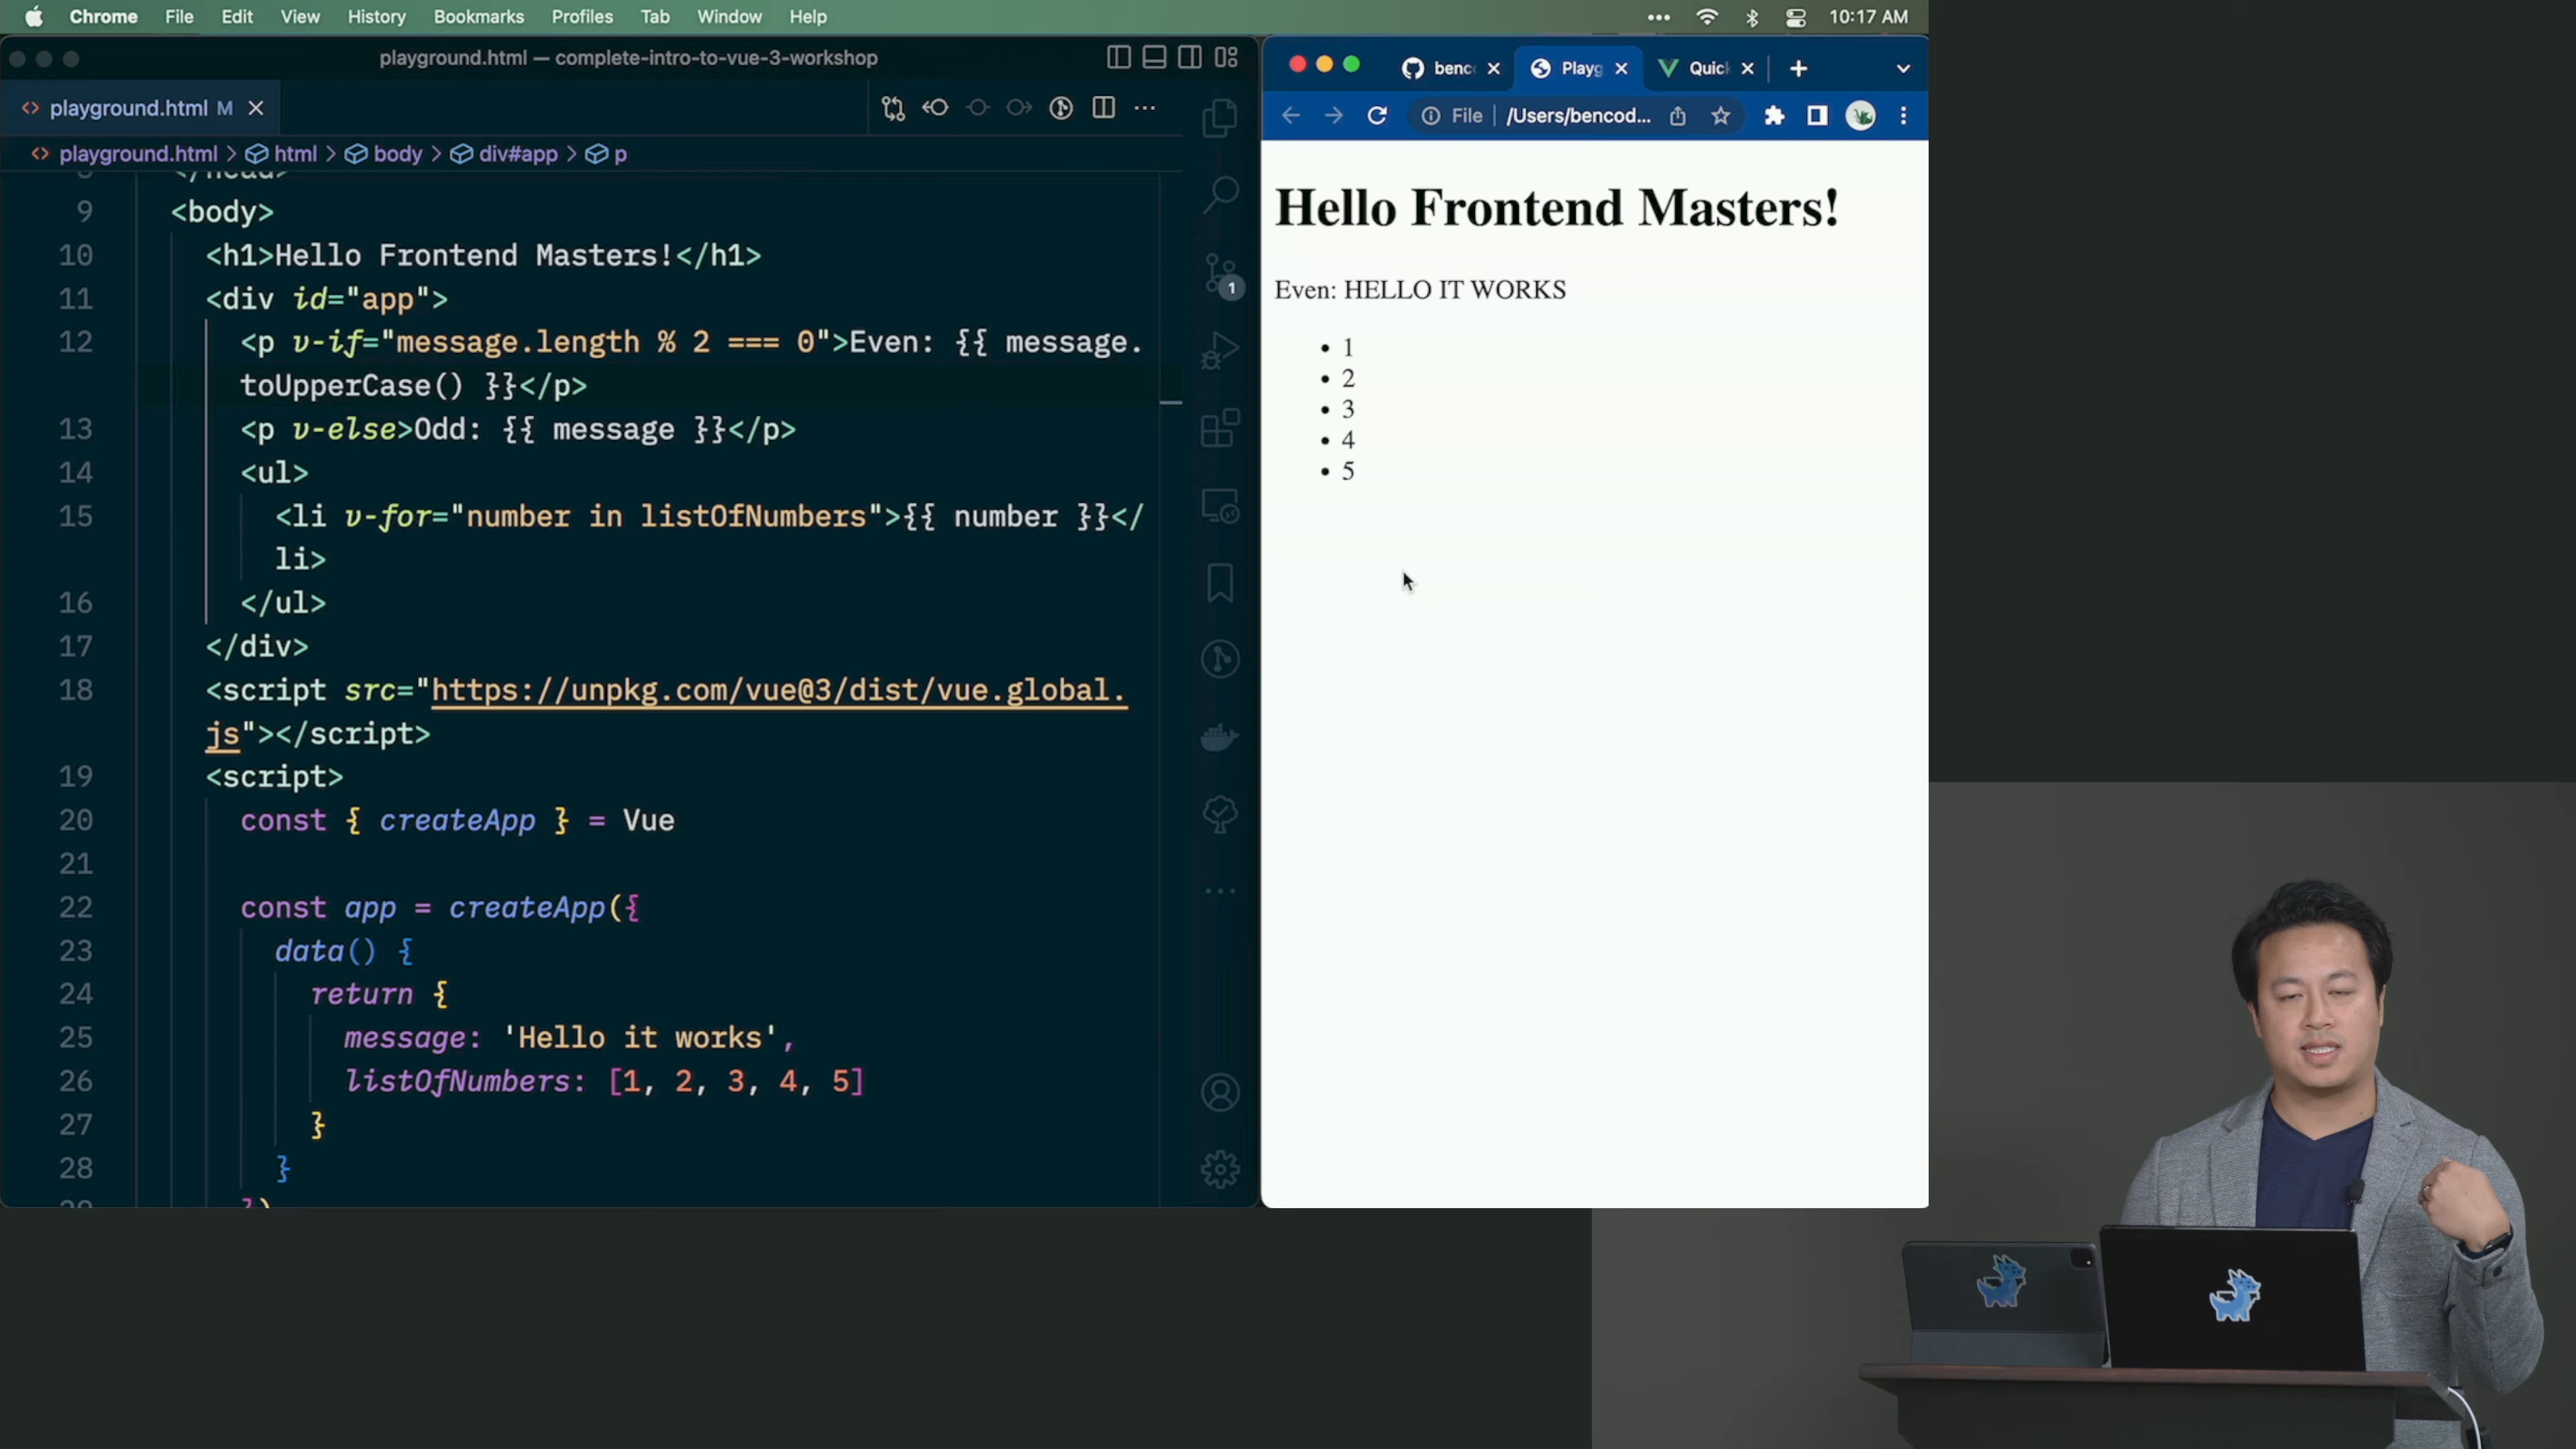 Chrome File Edit View History Bookmarks Profiles Tab Window Help
10:17 AM
playground.html — complete-intro-to-vue-3-workshop
playground.html M
playground.html > html > body > div#app > p
</head>
9 <body>
10 <h1>Hello Frontend Masters!</h1>
11 <div id="app">
12 <p v-if="message.length % 2 === 0">Even: {{ message.
toUpperCase() }}</p>
13 <p v-else>Odd: {{ message }}</p>
14 <ul>
15 <li v-for="number in listOfNumbers">{{ number }}</
li>
16 </ul>
17 </div>
18 <script src="https://unpkg.com/vue@3/dist/vue.global.
js"></script>
19 <script>
20 const { createApp } = Vue
21
22 const app = createApp({
23 data() {
24 return {
25 message: 'Hello it works',
26 listOfNumbers: [1, 2, 3, 4, 5]
27 }
28 }
})
1
benc
Playg
Quic
File /Users/bencod...
Hello Frontend Masters!
Even: HELLO IT WORKS
• 1
• 2
• 3
• 4
• 5